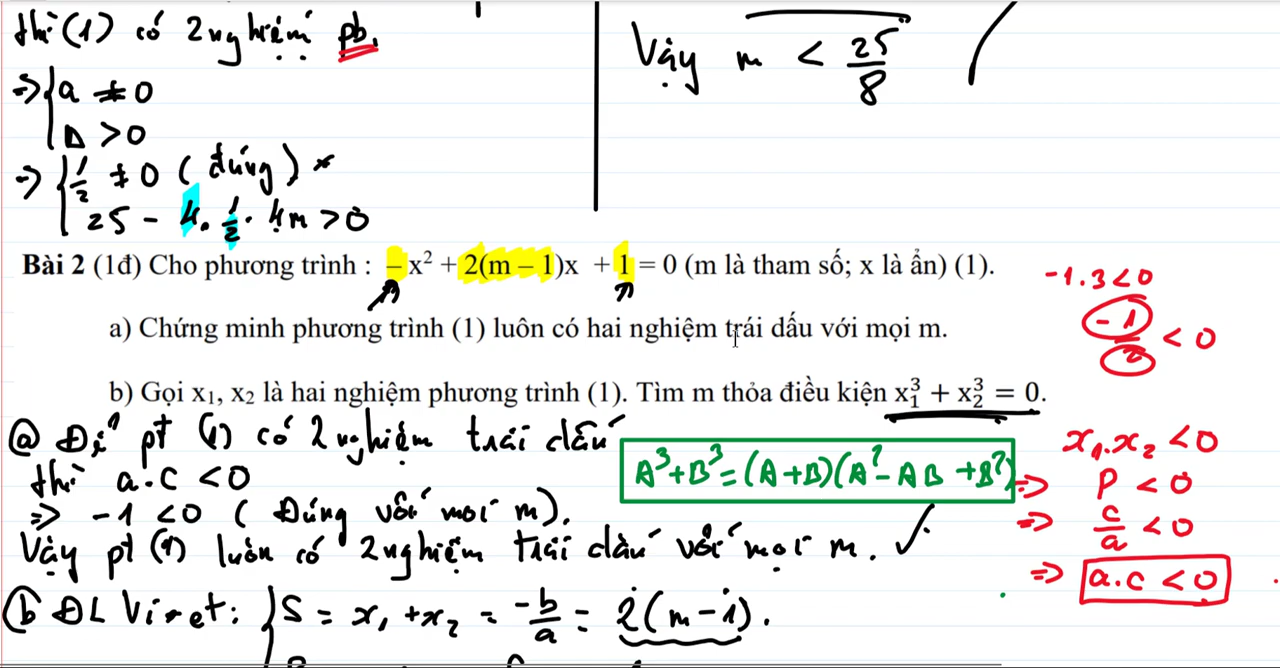 thì (1) có 2 nghiệm pb.
=> { a ≠ 0
Δ > 0
=> { 1/2 ≠ 0 (đúng) *
25 - 4. 1/2 . 4m > 0
Vậy m < 25/8
Bài 2 (1đ) Cho phương trình : – x² + 2(m – 1)x + 1 = 0 (m là tham số; x là ẩn) (1).
a) Chứng minh phương trình (1) luôn có hai nghiệm trái dấu với mọi m.
b) Gọi x₁, x₂ là hai nghiệm phương trình (1). Tìm m thỏa điều kiện x₁³ + x₂³ = 0.
-1.3<0
-1/2 < 0
ⓐ Để pt (1) có 2 nghiệm trái dấu
thì a.c <0
=> -1 <0 (Đúng với mọi m).
Vậy pt (1) luôn có 2 nghiệm trái dấu với mọi m.
A³+B³=(A+B)(A²-AB+B²)
x₁.x₂ <0
=> P < 0
=> c/a < 0
=> a.c < 0
ⓑ ĐL Vi-et: { S = x₁ + x₂ = -b/a = 2(m-1).